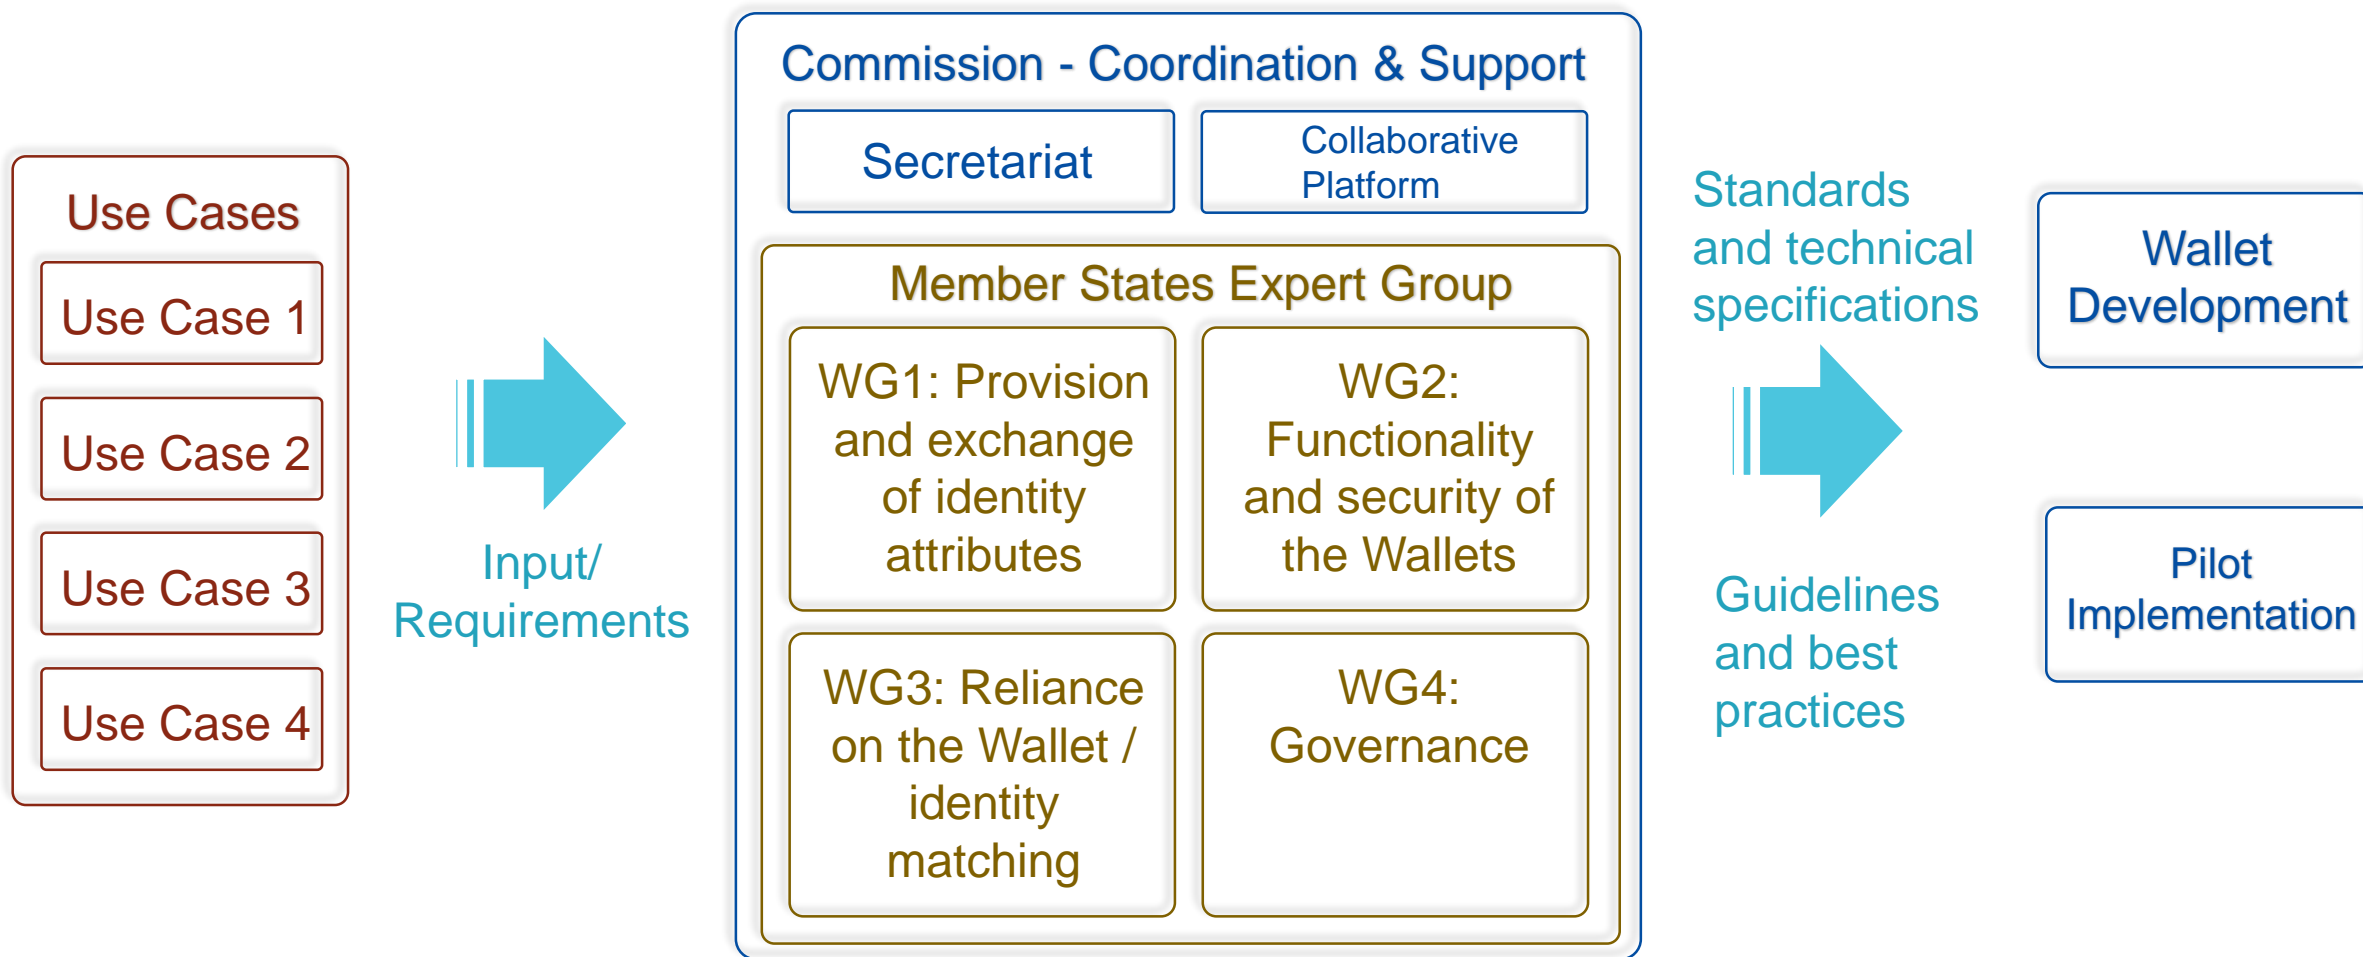 Use Cases
Use Case 1
Use Case 2
Use Case 3
Use Case 4
Input/
Requirements
Commission - Coordination & Support
Secretariat
Collaborative
Platform
Member States Expert Group
WG1: Provision
and exchange
of identity
attributes
WG2:
Functionality
and security of
the Wallets
WG3: Reliance
on the Wallet /
identity
matching
WG4:
Governance
Standards
and technical
specifications
Guidelines
and best
practices
Wallet
Development
Pilot
Implementation